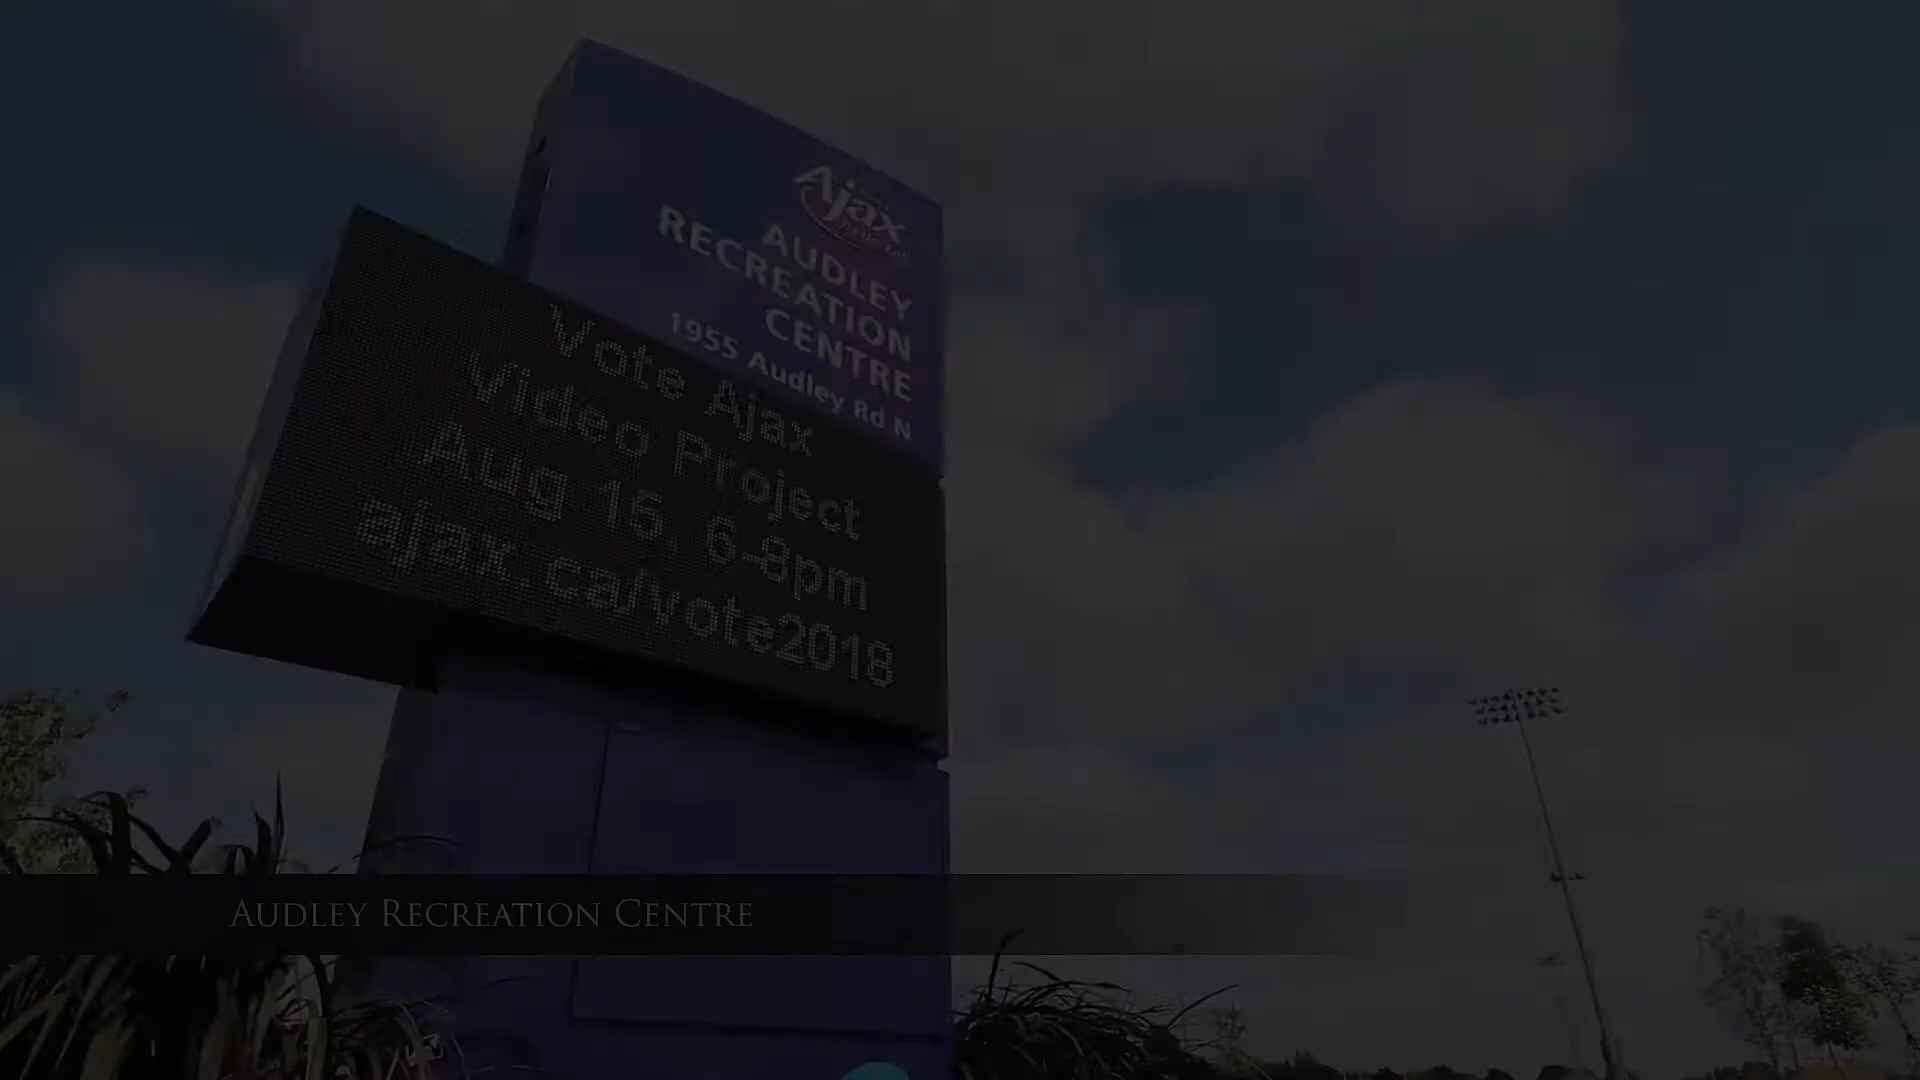 Ajax
AUDLEY
RECREATION
CENTRE
1955 Audley Rd N
Vote Ajax
Video Project
Aug 15, 6-8pm
ajax.ca/vote2018
AUDLEY RECREATION CENTRE